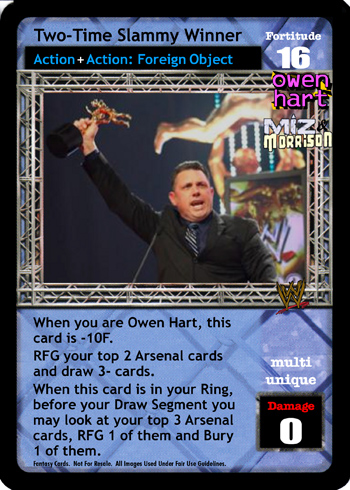 Two-Time Slammy Winner
Fortitude
16
Action+Action: Foreign Object
owen
hart
MiZ &
MORRISON
When you are Owen Hart, this
card is -10F.
RFG your top 2 Arsenal cards
and draw 3- cards.
When this card is in your Ring,
before your Draw Segment you
may look at your top 3 Arsenal
cards, RFG 1 of them and Bury
1 of them.
multi
unique
Damage
0
Fantasy Cards. Not For Resale. All Images Used Under Fair Use Guidelines.